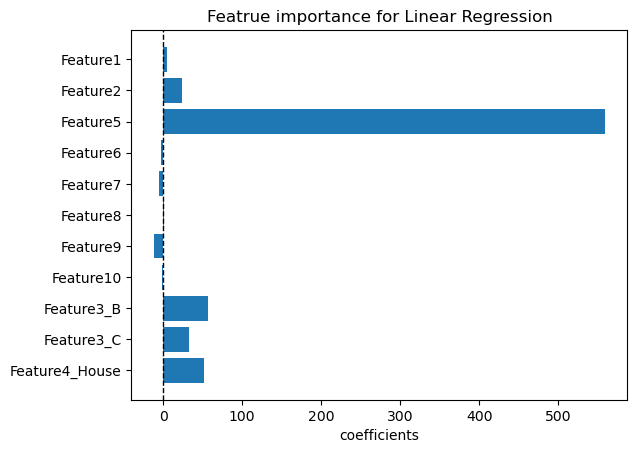 Featrue importance for Linear Regression
Feature1
Feature2
Feature5
Feature6
Feature7
Feature8
Feature9
Feature10
Feature3_B
Feature3_C
Feature4_House
0 100 200 300 400 500
coefficients